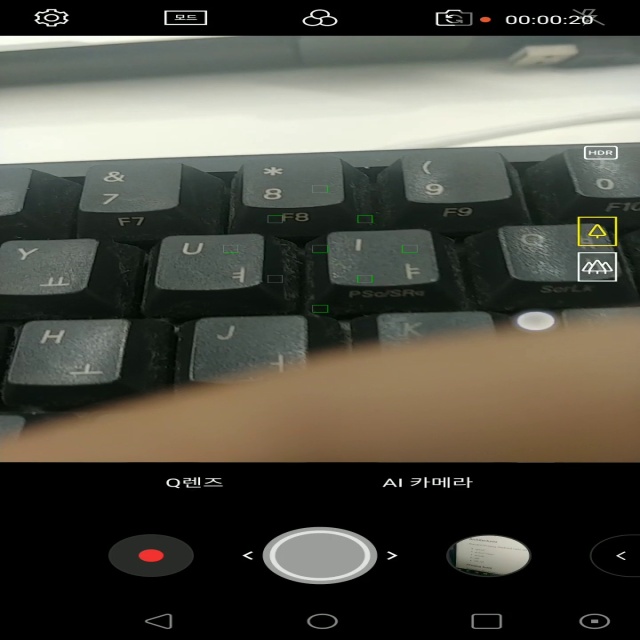 모드
00:00:20
HDR
& * (
7 8 9 0
F7 F8 F9 F10
Y U I O
ㅛ ㅕ ㅑ
PSc/SRq ScrLk
H J K
ㅗ ㅓ
Q렌즈 AI 카메라